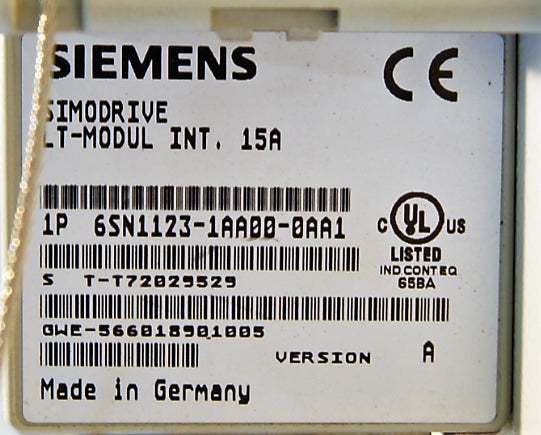 SIEMENS
CE
SIMODRIVE
LT-MODUL INT. 15A
1P 6SN1123-1AA00-0AA1
C UL US
LISTED
IND.CONT.EQ
65BA
S T-T72029529
GWE-566018901005
VERSION A
Made in Germany